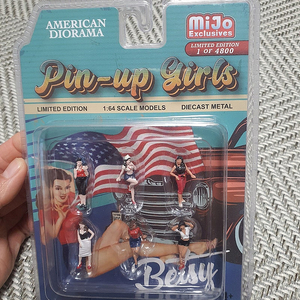 AMERICAN
DIORAMA
MiJo
Exclusives
LIMITED EDITION
1 OF 4800
Pin-up Girls
LIMITED EDITION
1:64 SCALE MODELS
DIECAST METAL
Betsy